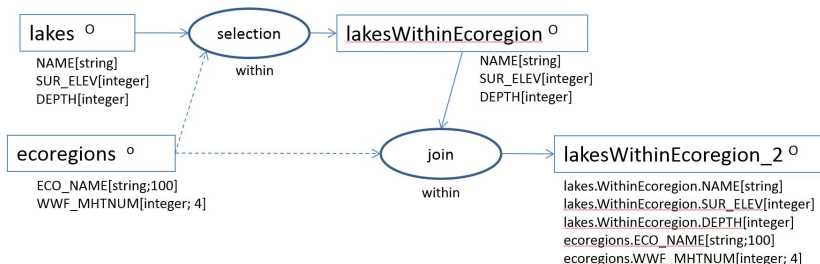 lakes O
selection
lakesWithinEcoregion O
NAME[string]
SUR_ELEV[integer]
DEPTH[integer]
within
NAME[string]
SUR_ELEV[integer]
DEPTH[integer]
ecoregions O
join
lakesWithinEcoregion_2 O
ECO_NAME[string;100]
WWF_MHTNUM[integer; 4]
within
lakes.WithinEcoregion.NAME[string]
lakes.WithinEcoregion.SUR_ELEV[integer]
lakes.WithinEcoregion.DEPTH[integer]
ecoregions.ECO_NAME[string;100]
ecoregions.WWF_MHTNUM[integer; 4]